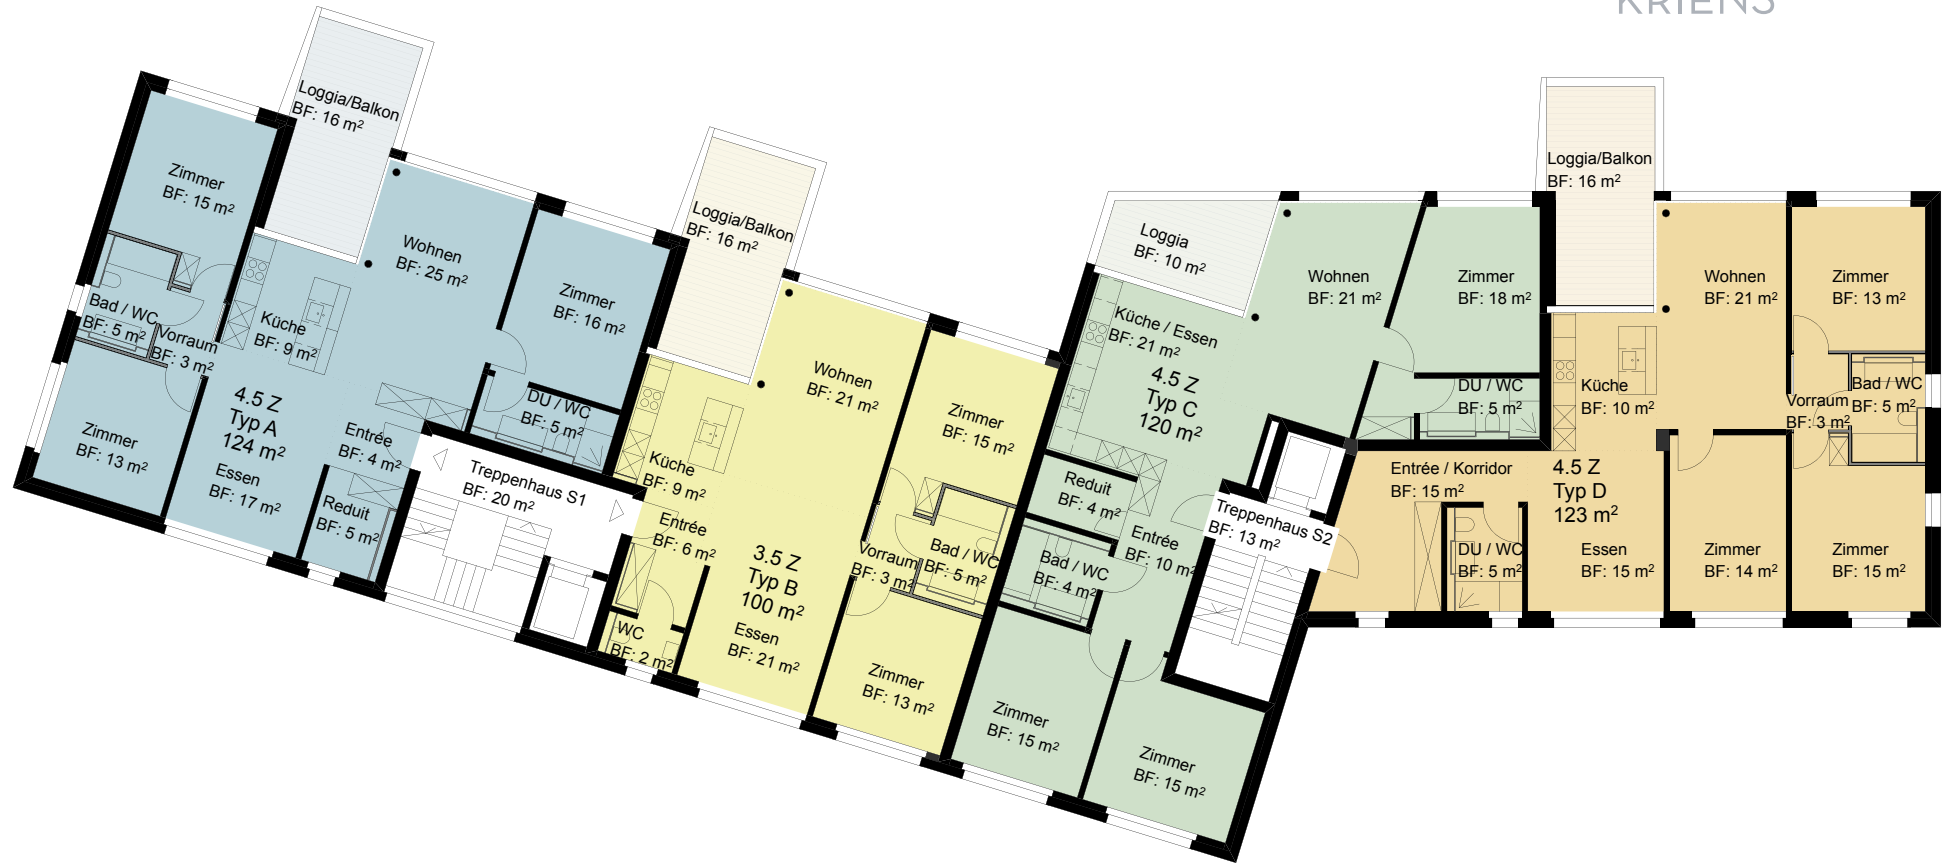 KRIENS
Loggia/Balkon
BF: 16 m²
Zimmer
BF: 15 m²
Wohnen
BF: 25 m²
Zimmer
BF: 16 m²
Bad / WC
BF: 5 m²
Vorraum
BF: 3 m²
Küche
BF: 9 m²
4.5 Z
Typ A
124 m²
Zimmer
BF: 13 m²
Essen
BF: 17 m²
Entrée
BF: 4 m²
Reduit
BF: 5 m²
DU / WC
BF: 5 m²
Treppenhaus S1
BF: 20 m²
Loggia/Balkon
BF: 16 m²
Wohnen
BF: 21 m²
Zimmer
BF: 15 m²
Küche
BF: 9 m²
Entrée
BF: 6 m²
3.5 Z
Typ B
100 m²
Vorraum
BF: 3 m²
Bad / WC
BF: 5 m²
WC
BF: 2 m²
Essen
BF: 21 m²
Zimmer
BF: 13 m²
Loggia
BF: 10 m²
Wohnen
BF: 21 m²
Zimmer
BF: 18 m²
Küche / Essen
BF: 21 m²
4.5 Z
Typ C
120 m²
DU / WC
BF: 5 m²
Reduit
BF: 4 m²
Entrée
BF: 10 m²
Bad / WC
BF: 4 m²
Zimmer
BF: 15 m²
Zimmer
BF: 15 m²
Treppenhaus S2
BF: 13 m²
Loggia/Balkon
BF: 16 m²
Wohnen
BF: 21 m²
Zimmer
BF: 13 m²
Küche
BF: 10 m²
Vorraum
BF: 3 m²
Bad / WC
BF: 5 m²
Entrée / Korridor
BF: 15 m²
4.5 Z
Typ D
123 m²
DU / WC
BF: 5 m²
Essen
BF: 15 m²
Zimmer
BF: 14 m²
Zimmer
BF: 15 m²